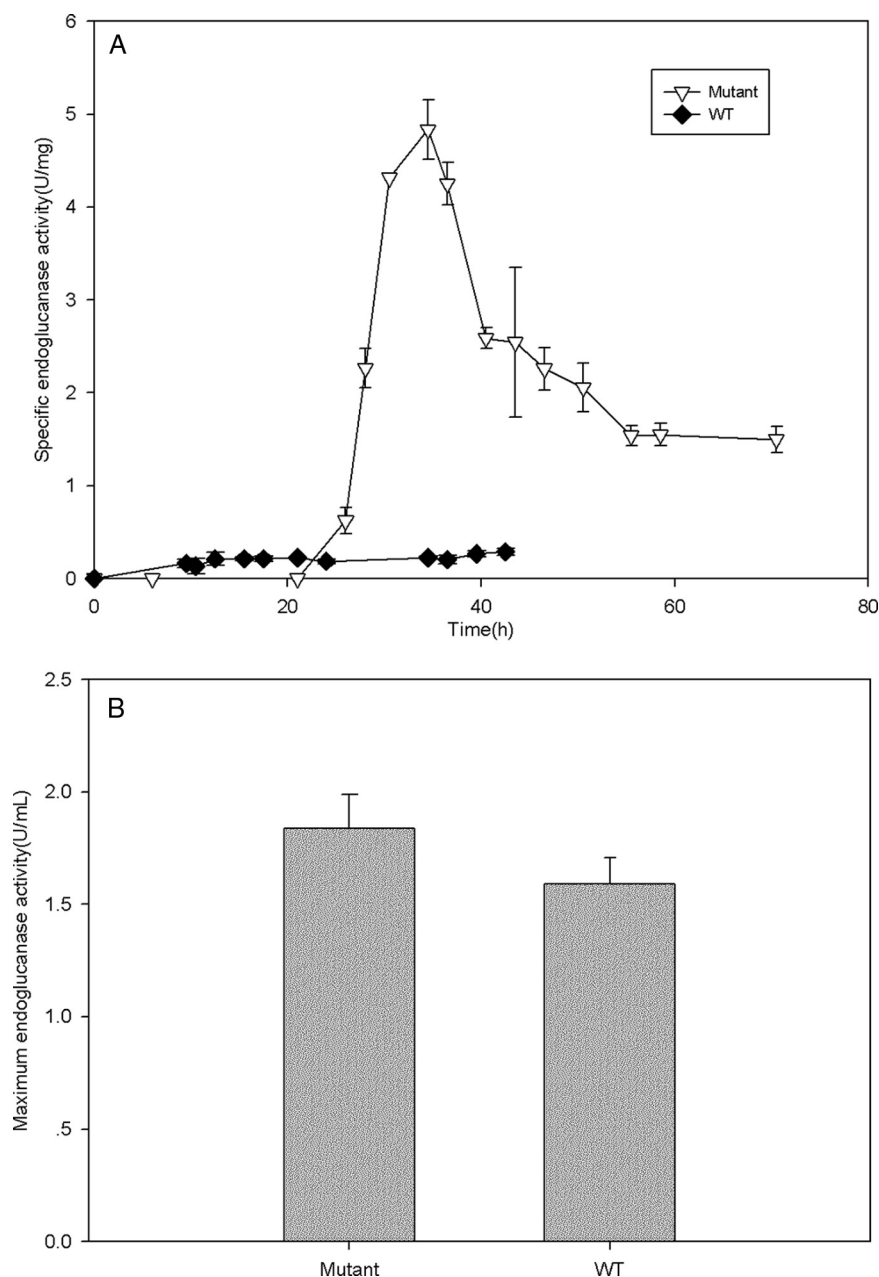 A
Specific endoglucanase activity(U/mg)
6
5
4
3
2
1
0
Mutant
WT
0 20 40 60 80
Time(h)
B
Maximum endoglucanase activity(U/mL)
2.5
2.0
1.5
1.0
.5
0.0
Mutant WT